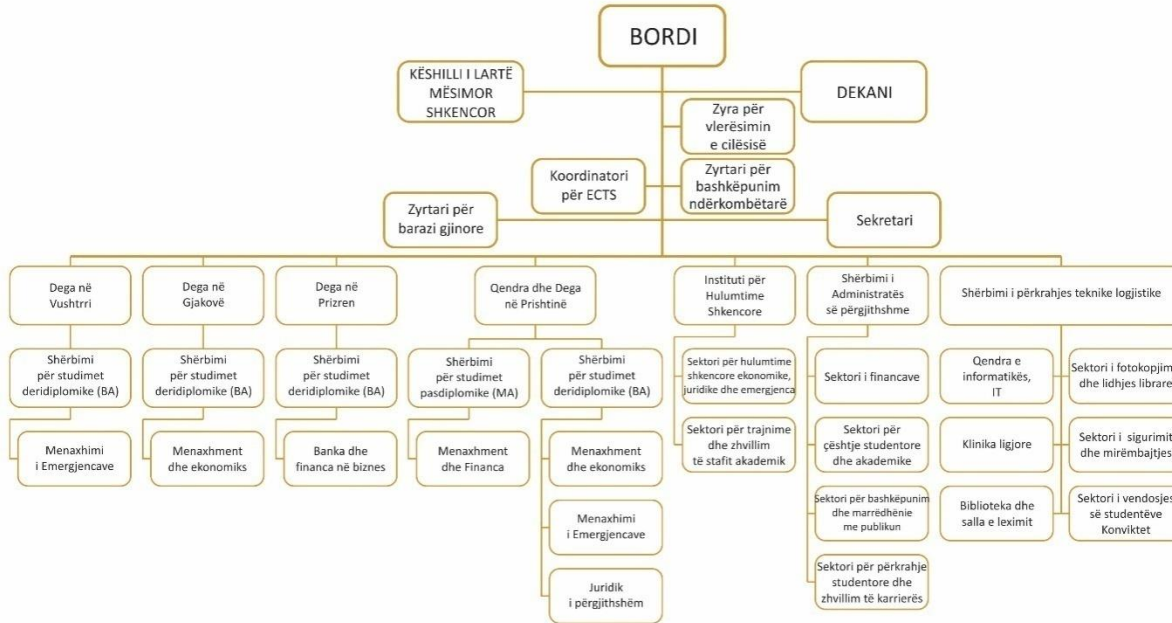 BORDI
KËSHILLI I LARTË
MËSIMOR
SHKENCOR
DEKANI
Zyra për
vlerësimin
e cilësisë
Koordinatori
për ECTS
Zyrtari për
bashkëpunim
ndërkombëtarë
Zyrtari për
barazi gjinore
Sekretari
Dega në
Vushtrri
Dega në
Gjakovë
Dega në
Prizren
Qendra dhe Dega
në Prishtinë
Instituti për
Hulumtime
Shkencore
Shërbimi i
Administratës
së përgjithshme
Shërbimi i përkrahjes teknike logjistike
Shërbimi
për studimet
deridiplomike (BA)
Shërbimi
për studimet
deridiplomike (BA)
Shërbimi
për studimet
deridiplomike (BA)
Shërbimi
për studimet
pasdiplomike (MA)
Shërbimi
për studimet
deridiplomike (BA)
Sektori për hulumtime
shkencore ekonomike,
juridike dhe emergjenca
Sektori i financave
Qendra e
informatikës,
IT
Sektori i fotokopjimit
dhe lidhjes librare
Menaxhimi
i Emergjencave
Menaxhment
dhe ekonomiks
Banka dhe
financa në biznes
Menaxhment
dhe Financa
Menaxhment
dhe ekonomiks
Sektori për trajnime
dhe zhvillim
të stafit akademik
Sektori për
çështje studentore
dhe akademike
Klinika ligjore
Sektori i sigurimit
dhe mirëmbajtjes
Menaxhimi
i Emergjencave
Sektori për bashkëpunim
dhe marrëdhënie
me publikun
Biblioteka dhe
salla e leximit
Sektori i vendosjes
së studentëve
Konviktet
Juridik
i përgjithshëm
Sektori për përkrahje
studentore dhe
zhvillim të karrierës